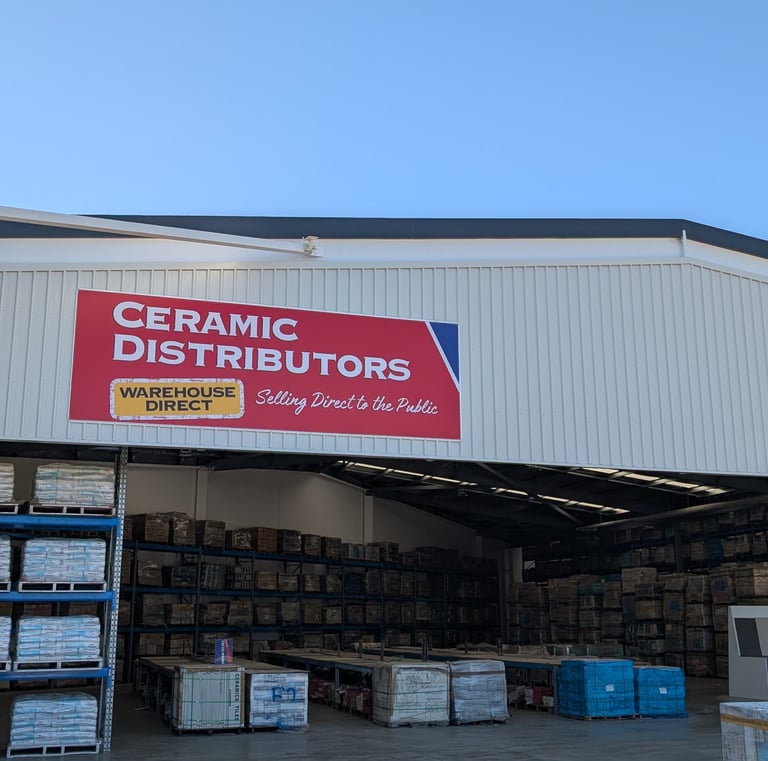 CERAMIC
DISTRIBUTORS
WAREHOUSE
DIRECT
Selling Direct to the Public